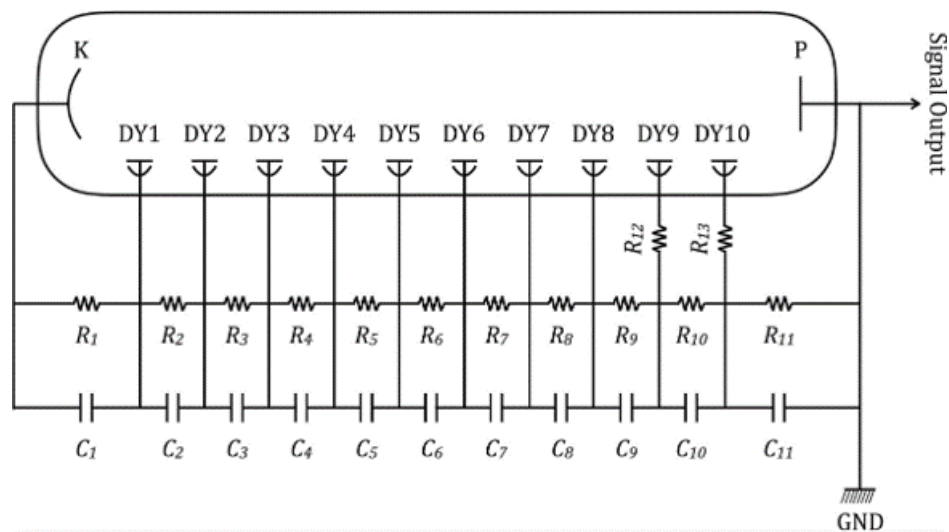 K
P
Signal Output
DY1 DY2 DY3 DY4 DY5 DY6 DY7 DY8 DY9 DY10
R12 R13
R1 R2 R3 R4 R5 R6 R7 R8 R9 R10 R11
C1 C2 C3 C4 C5 C6 C7 C8 C9 C10 C11
GND